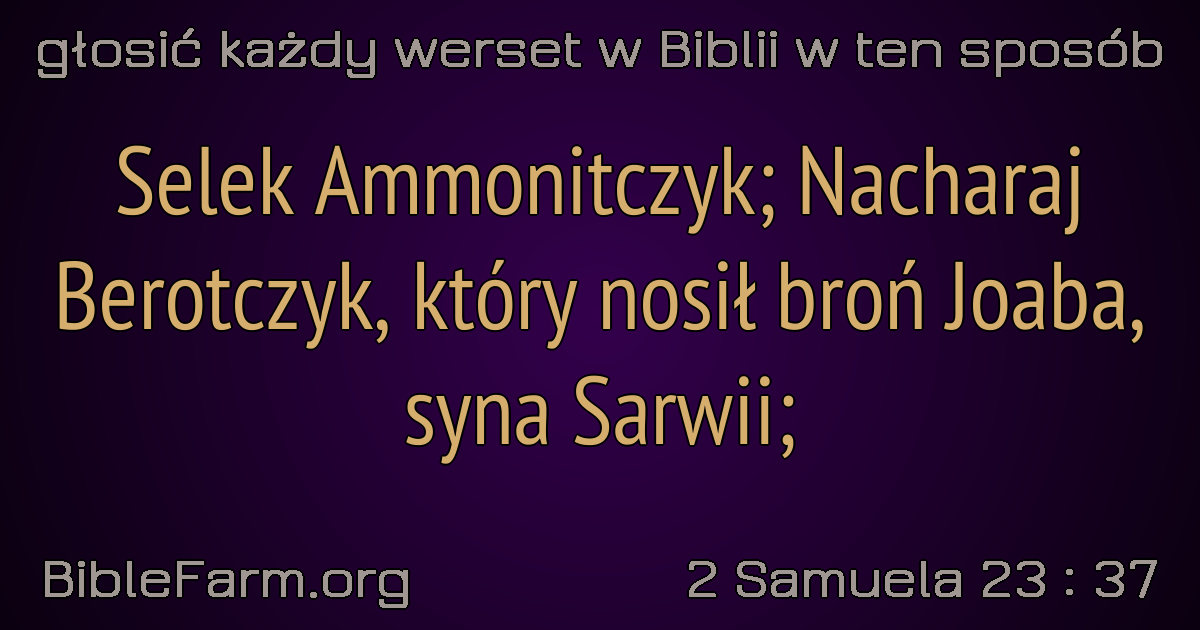 głosić każdy werset w Biblii w ten sposób
Selek Ammonitczyk; Nacharaj
Berotczyk, który nosił broń Joaba,
syna Sarwii;
BibleFarm.org
2 Samuela 23 : 37